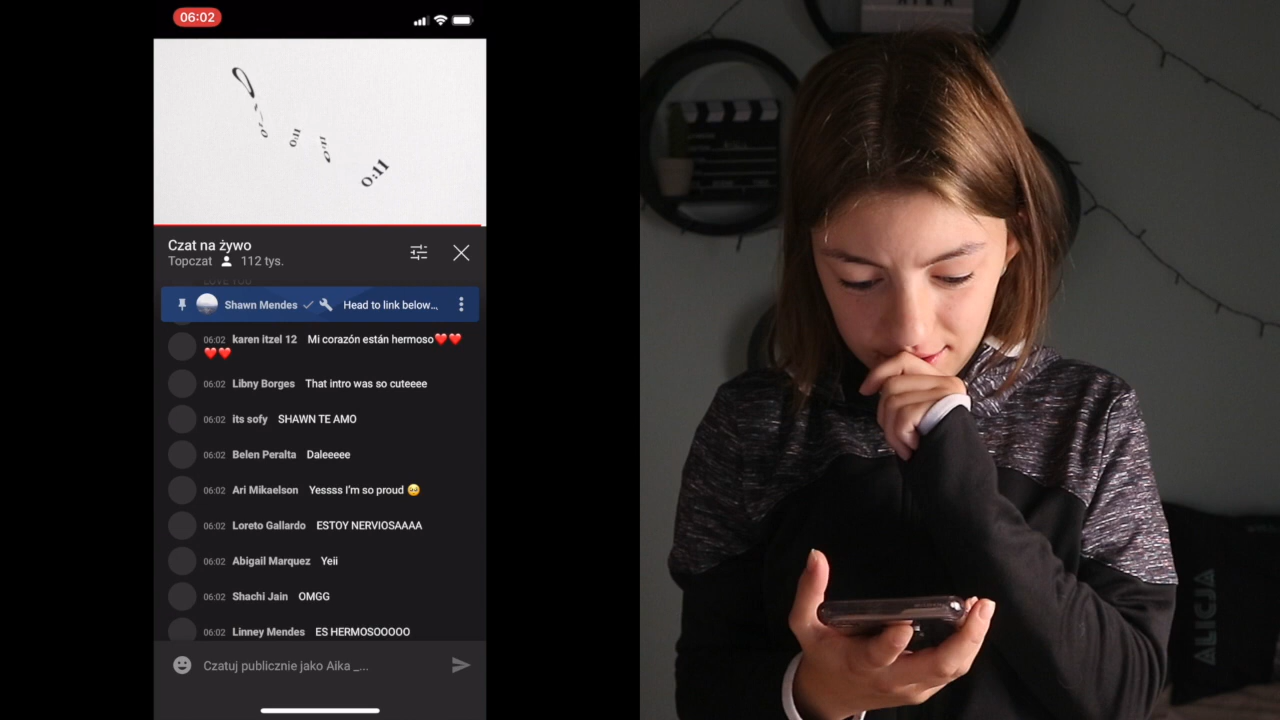 06:02
0:11
0:11
0:11
Czat na żywo
Topczat 112 tys.
LOVE YOU
Shawn Mendes Head to link below...
06:02 karen itzel 12 Mi corazón están hermoso❤️❤️
❤️❤️
06:02 Libny Borges That intro was so cuteeee
06:02 its sofy SHAWN TE AMO
06:02 Belen Peralta Daleeeee
06:02 Ari Mikaelson Yessss I'm so proud 🥺
06:02 Loreto Gallardo ESTOY NERVIOSAAAA
06:02 Abigail Marquez Yeii
06:02 Shachi Jain OMGG
06:02 Linney Mendes ES HERMOSOOOOO
Czatuj publicznie jako Aika _...
ALICJA